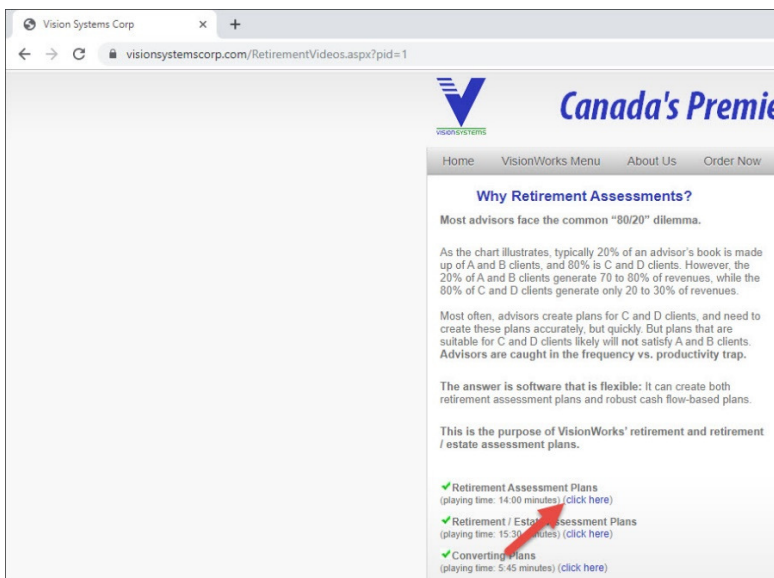 Vision Systems Corp
visionsystemscorp.com/RetirementVideos.aspx?pid=1
VISIONSYSTEMS
Canada's Premie
Home VisionWorks Menu About Us Order Now
Why Retirement Assessments?
Most advisors face the common “80/20” dilemma.
As the chart illustrates, typically 20% of an advisor's book is made
up of A and B clients, and 80% is C and D clients. However, the
20% of A and B clients generate 70 to 80% of revenues, while the
80% of C and D clients generate only 20 to 30% of revenues.
Most often, advisors create plans for C and D clients, and need to
create these plans accurately, but quickly. But plans that are
suitable for C and D clients likely will not satisfy A and B clients.
Advisors are caught in the frequency vs. productivity trap.
The answer is software that is flexible: It can create both
retirement assessment plans and robust cash flow-based plans.
This is the purpose of VisionWorks' retirement and retirement
/ estate assessment plans.
Retirement Assessment Plans
(playing time: 14:00 minutes) (click here)
Retirement / Estate Assessment Plans
(playing time: 15:30 minutes) (click here)
Converting Plans
(playing time: 5:45 minutes) (click here)